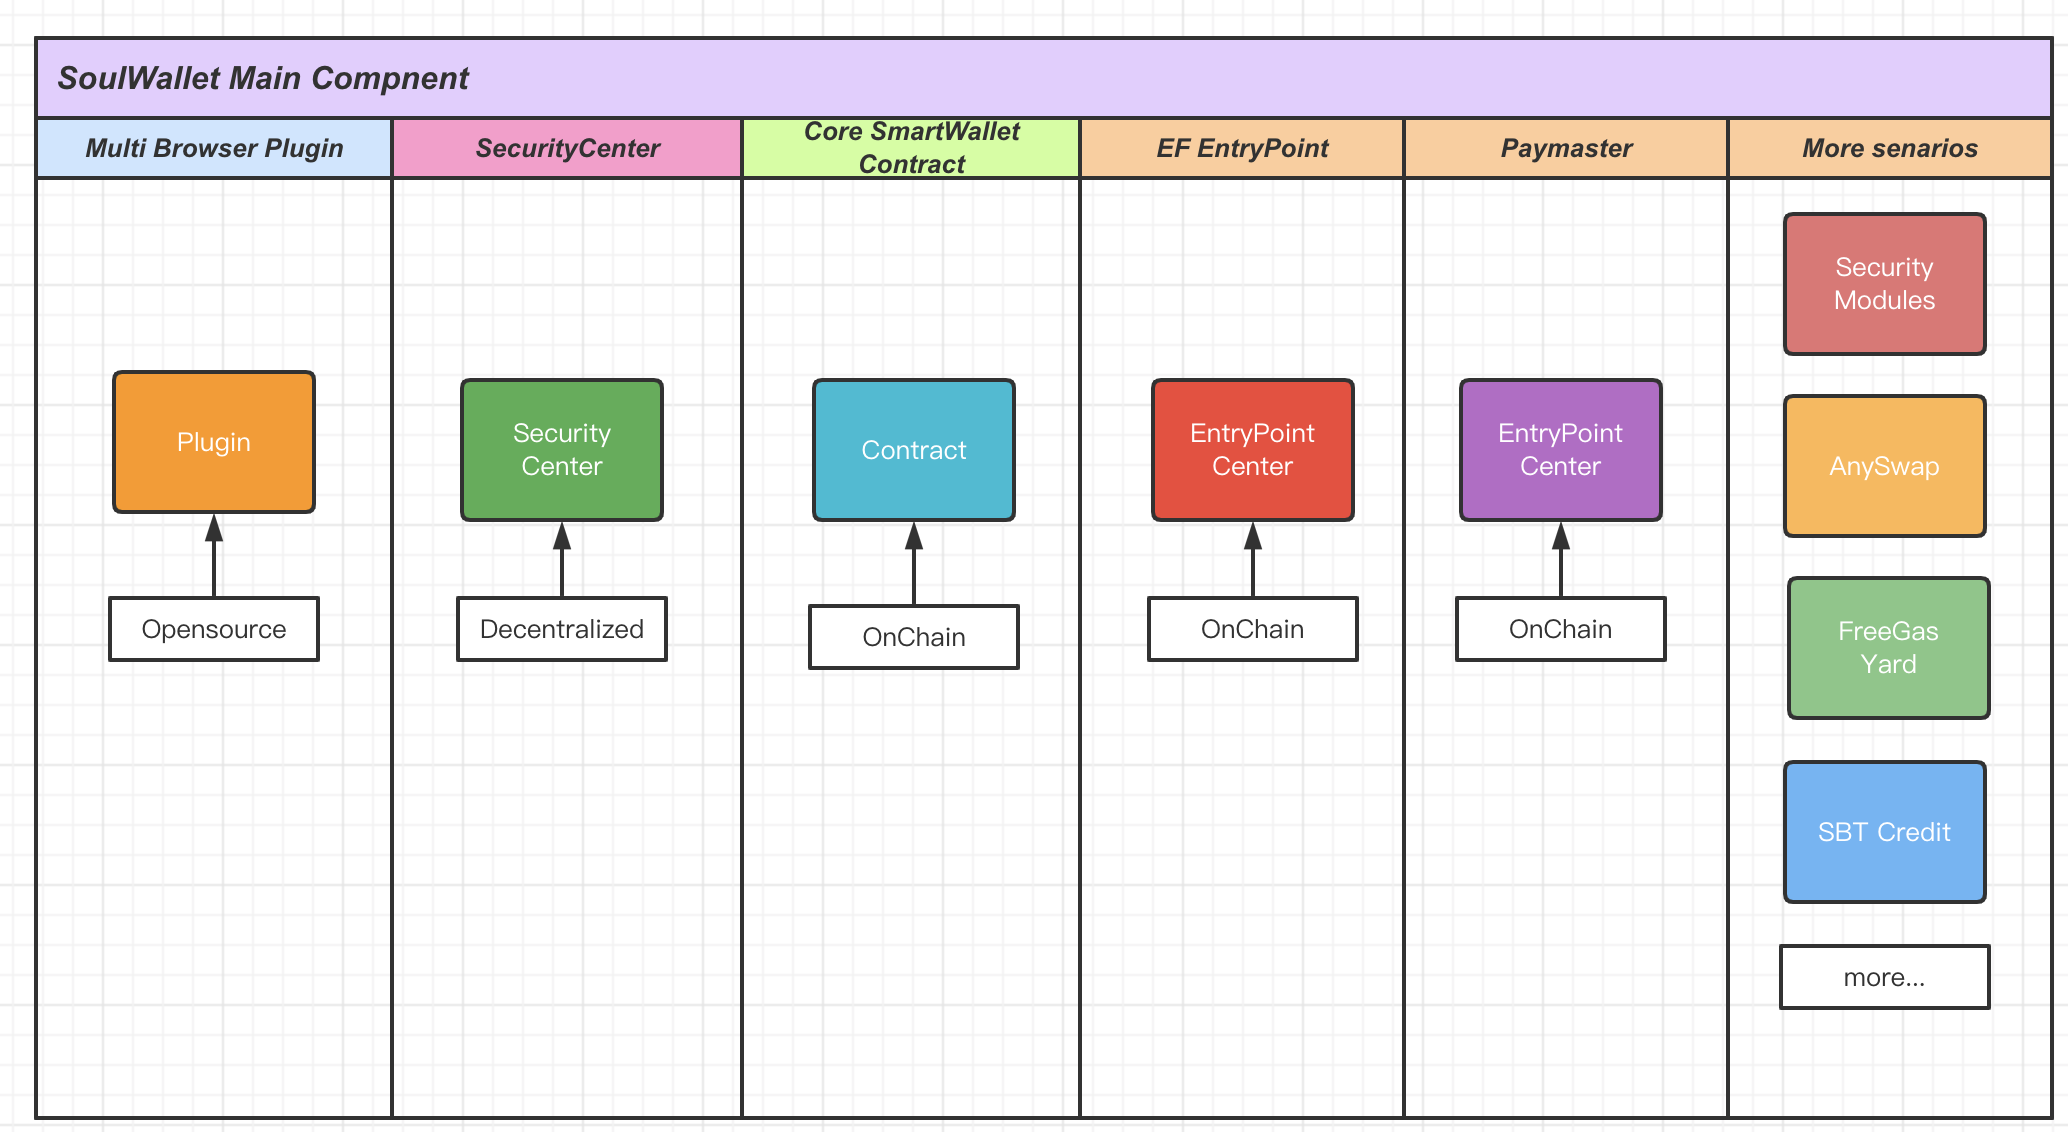 SoulWallet Main Compnent
Multi Browser Plugin
SecurityCenter
Core SmartWallet
Contract
EF EntryPoint
Paymaster
More senarios
Plugin
Opensource
Security
Center
Decentralized
Contract
OnChain
EntryPoint
Center
OnChain
EntryPoint
Center
OnChain
Security
Modules
AnySwap
FreeGas
Yard
SBT Credit
more...